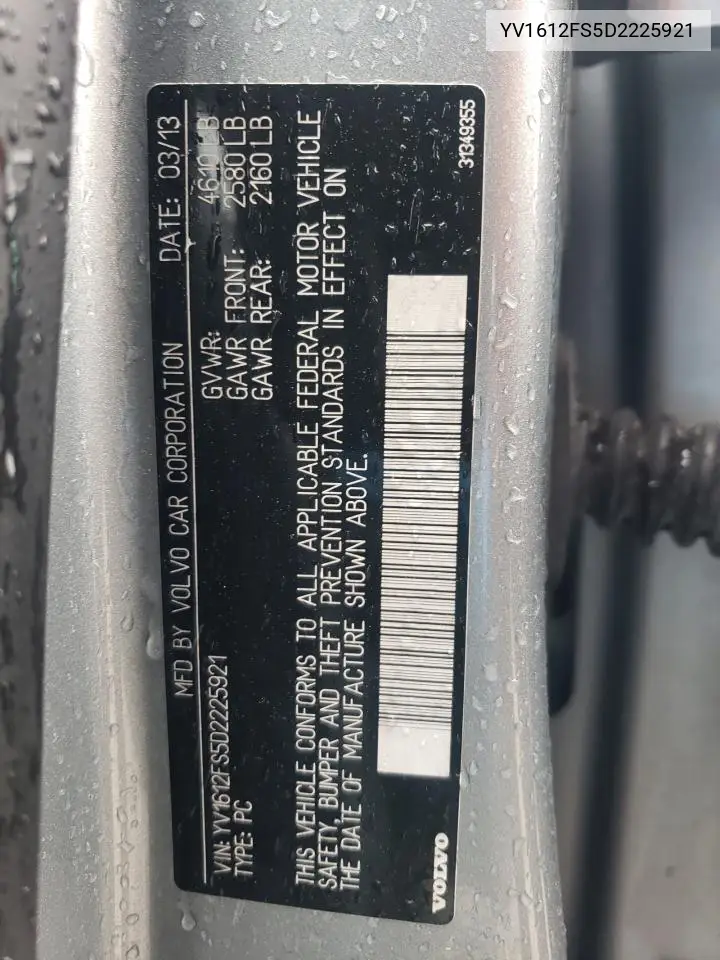 YV1612FS5D2225921
MFD BY VOLVO CAR CORPORATION DATE: 03/13
VIN: YV1612FS5D2225921 GVWR: 4610 LB
TYPE: PC GAWR FRONT: 2580 LB
GAWR REAR: 2160 LB
THIS VEHICLE CONFORMS TO ALL APPLICABLE FEDERAL MOTOR VEHICLE
SAFETY, BUMPER AND THEFT PREVENTION STANDARDS IN EFFECT ON
THE DATE OF MANUFACTURE SHOWN ABOVE.
VOLVO 31349355